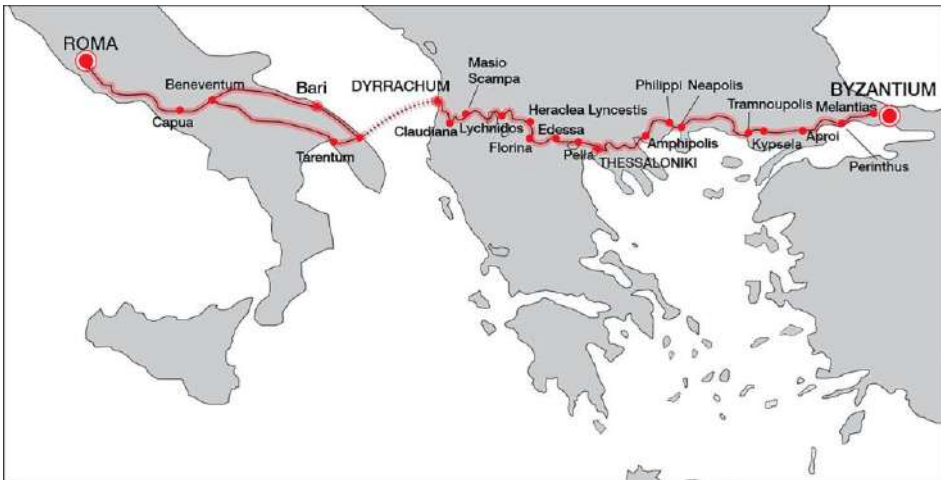 ROMA
Beneventum
Capua
Bari
Tarentum
DYRRACHUM
Masio
Scampa
Claudiana
Lychnidos
Heraclea Lyncestis
Florina
Edessa
Pella
THESSALONIKI
Amphipolis
Philippi
Neapolis
Tramnoupolis
Kypsela
Aproi
Melantias
BYZANTIUM
Perinthus